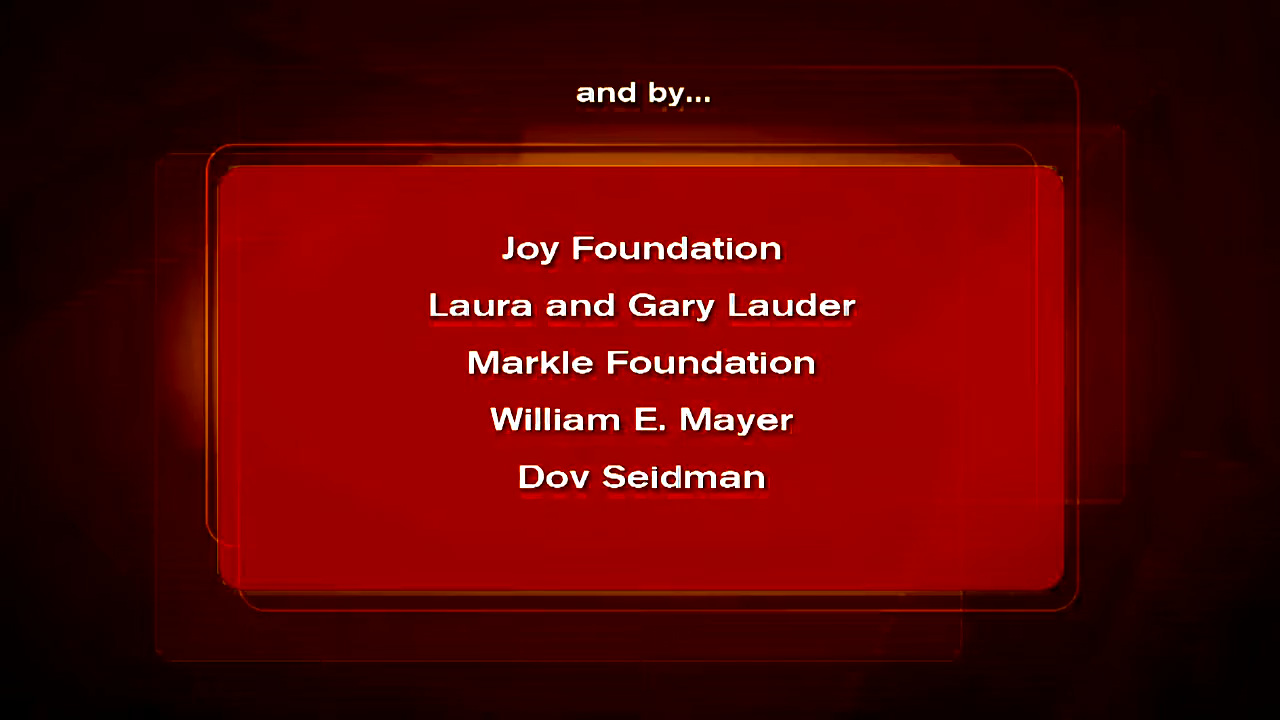 and by...
Joy Foundation
Laura and Gary Lauder
Markle Foundation
William E. Mayer
Dov Seidman